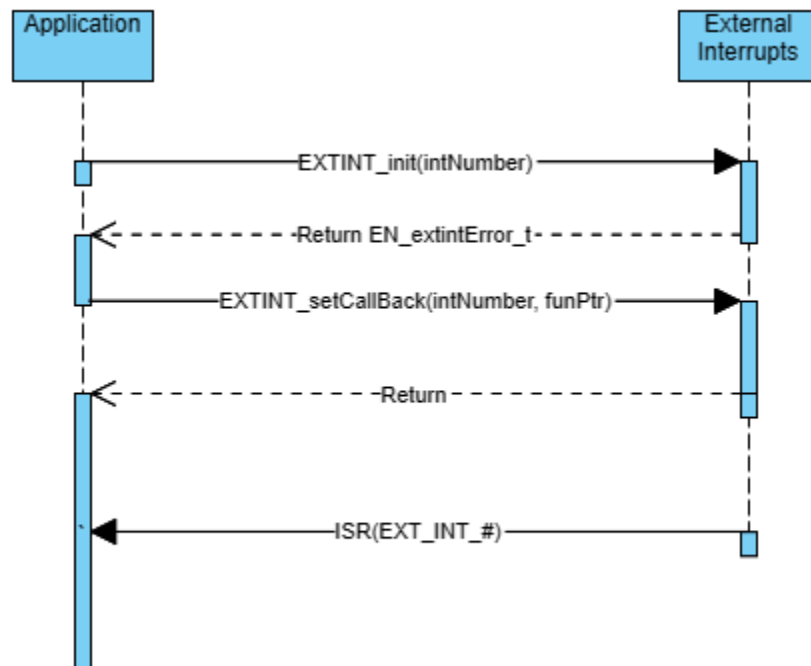 Application
External
Interrupts
EXTINT_init(intNumber)
Return EN_extintError_t
EXTINT_setCallBack(intNumber, funPtr)
Return
ISR(EXT_INT_#)